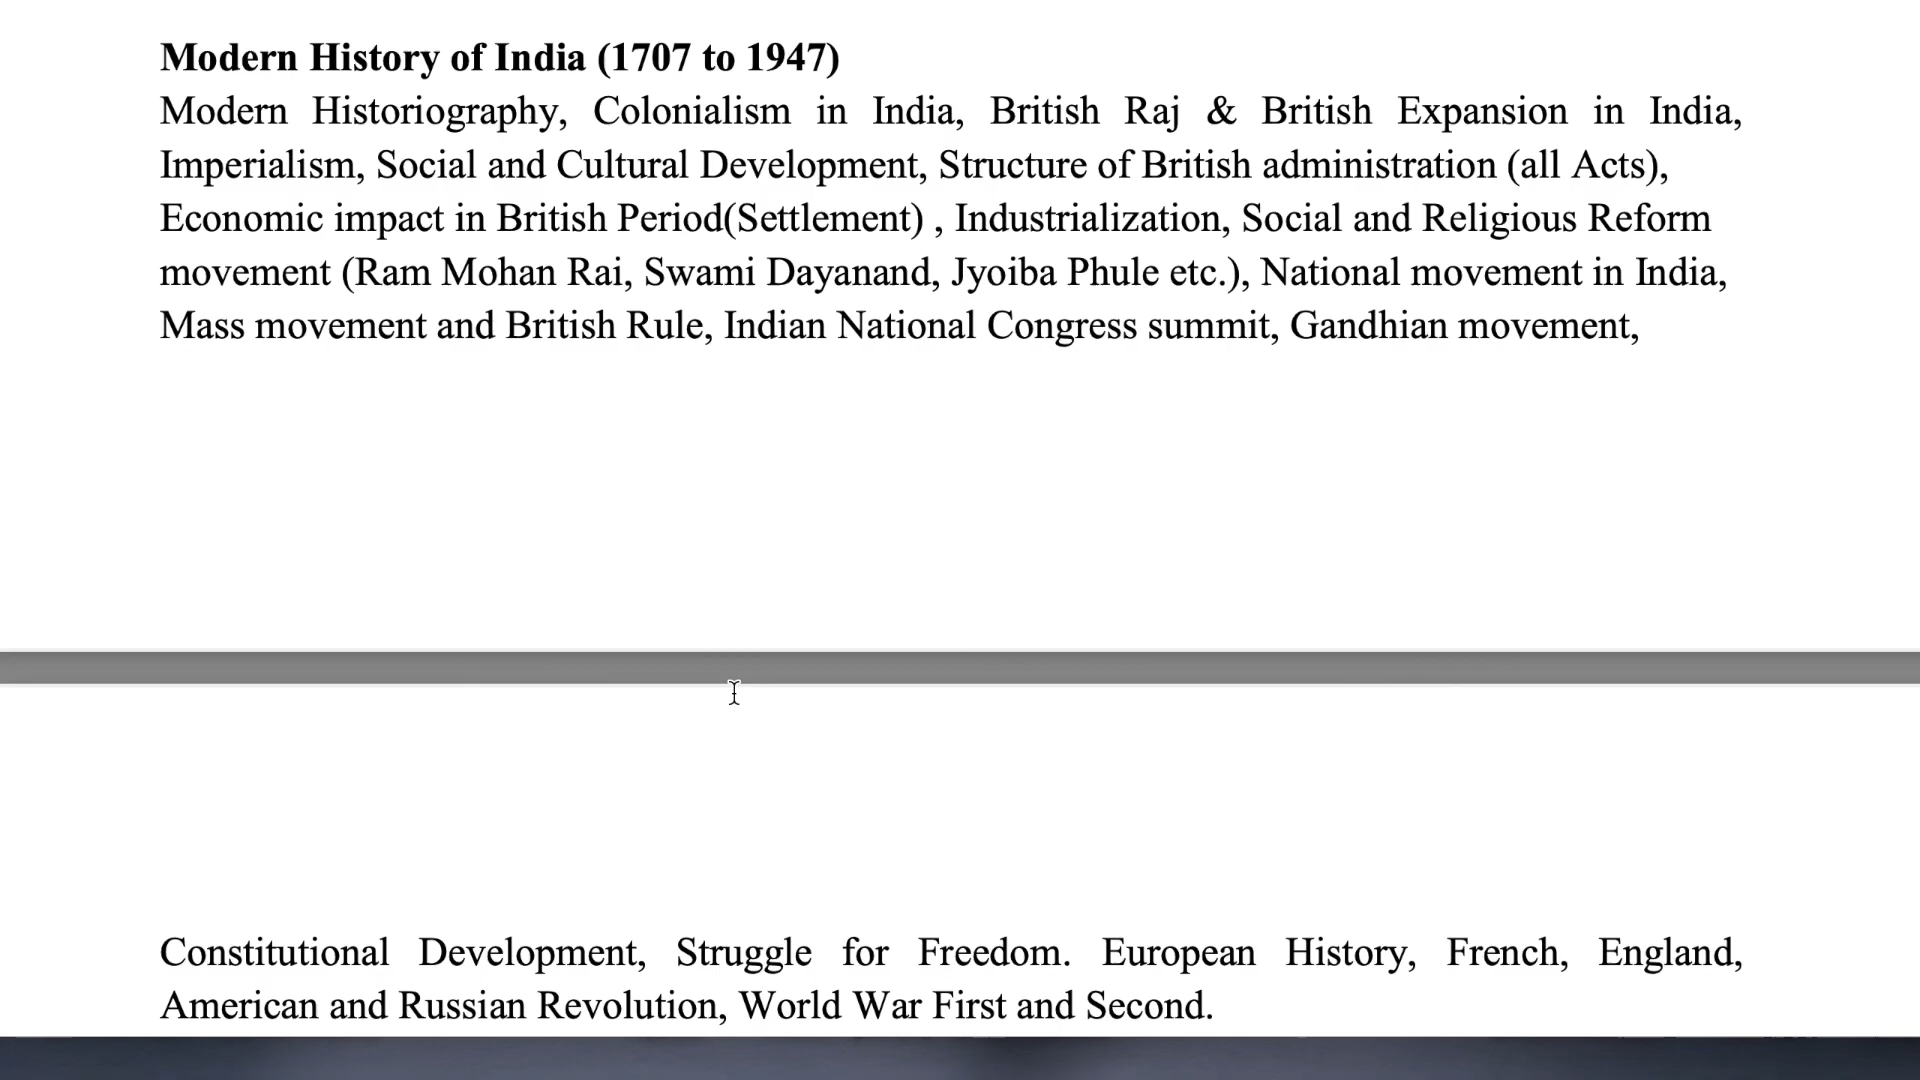 Modern History of India (1707 to 1947)
Modern Historiography, Colonialism in India, British Raj & British Expansion in India,
Imperialism, Social and Cultural Development, Structure of British administration (all Acts),
Economic impact in British Period(Settlement) , Industrialization, Social and Religious Reform
movement (Ram Mohan Rai, Swami Dayanand, Jyoiba Phule etc.), National movement in India,
Mass movement and British Rule, Indian National Congress summit, Gandhian movement,
Constitutional Development, Struggle for Freedom. European History, French, England,
American and Russian Revolution, World War First and Second.